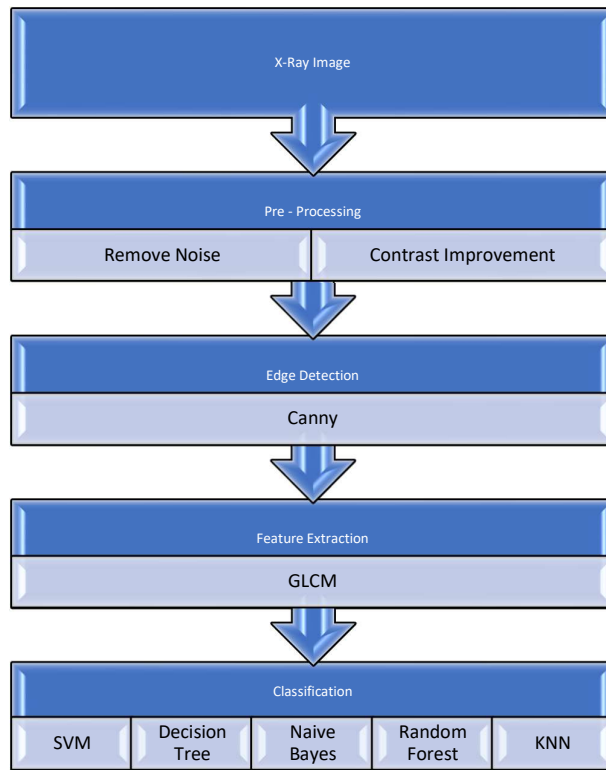 X-Ray Image
Pre - Processing
Remove Noise
Contrast Improvement
Edge Detection
Canny
Feature Extraction
GLCM
Classification
SVM
Decision
Tree
Naive
Bayes
Random
Forest
KNN